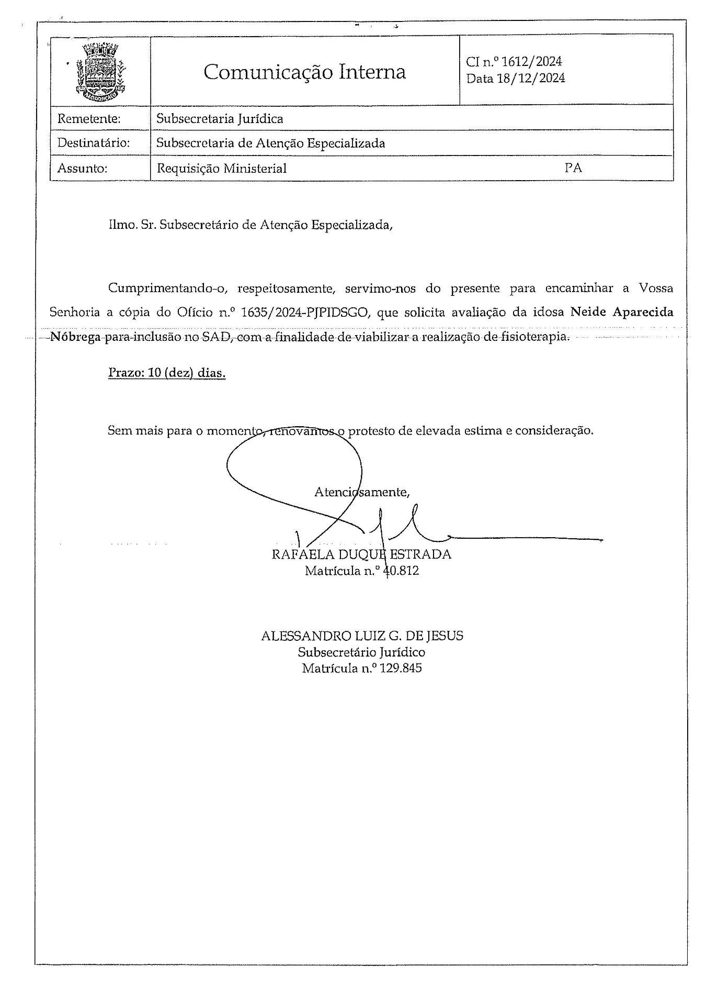 Comunicação Interna
CI n.º 1612/2024
Data 18/12/2024
Remetente:
Subsecretaria Jurídica
Destinatário:
Subsecretaria de Atenção Especializada
Assunto:
Requisição Ministerial PA
Ilmo. Sr. Subsecretário de Atenção Especializada,
Cumprimentando-o, respeitosamente, servimo-nos do presente para encaminhar a Vossa
Senhoria a cópia do Ofício n.º 1635/2024-PJPIDSGO, que solicita avaliação da idosa Neide Aparecida
Nóbrega para inclusão no SAD, com a finalidade de viabilizar a realização de fisioterapia.
Prazo: 10 (dez) dias.
Sem mais para o momento, renovamos o protesto de elevada estima e consideração.
Atenciosamente,
RAFAELA DUQUE ESTRADA
Matrícula n.º 40.812
ALESSANDRO LUIZ G. DE JESUS
Subsecretário Jurídico
Matrícula n.º 129.845